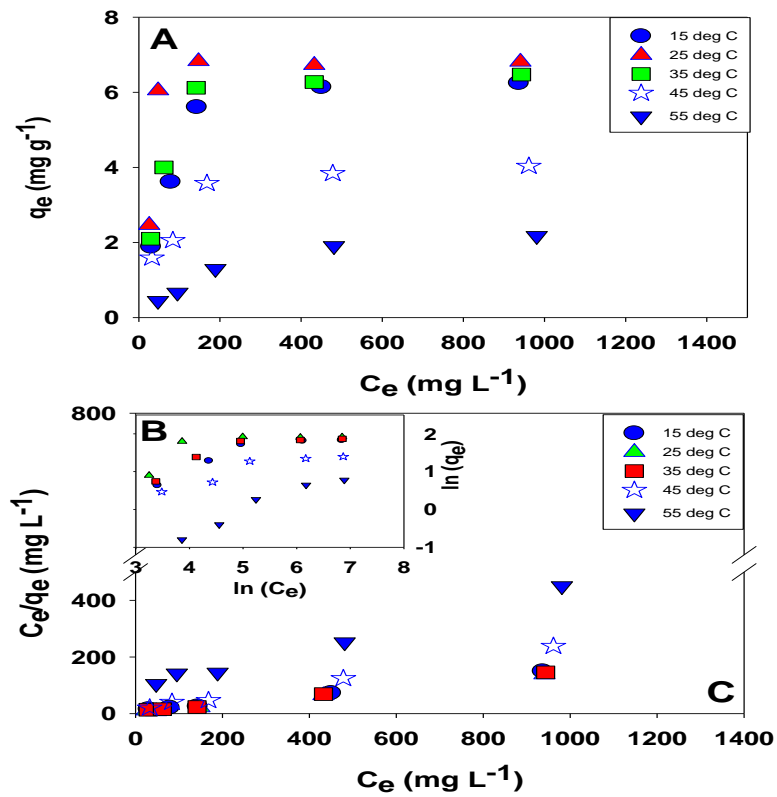 A
15 deg C
25 deg C
35 deg C
45 deg C
55 deg C
8
6
4
2
0
qe (mg g-1)
0 200 400 600 800 1000 1200 1400
Ce (mg L-1)
B
15 deg C
25 deg C
35 deg C
45 deg C
55 deg C
2
1
0
-1
ln (qe)
3 4 5 6 7 8
ln (Ce)
800
400
200
0
Ce/qe (mg L-1)
C
0 200 400 600 800 1000 1200 1400
Ce (mg L-1)